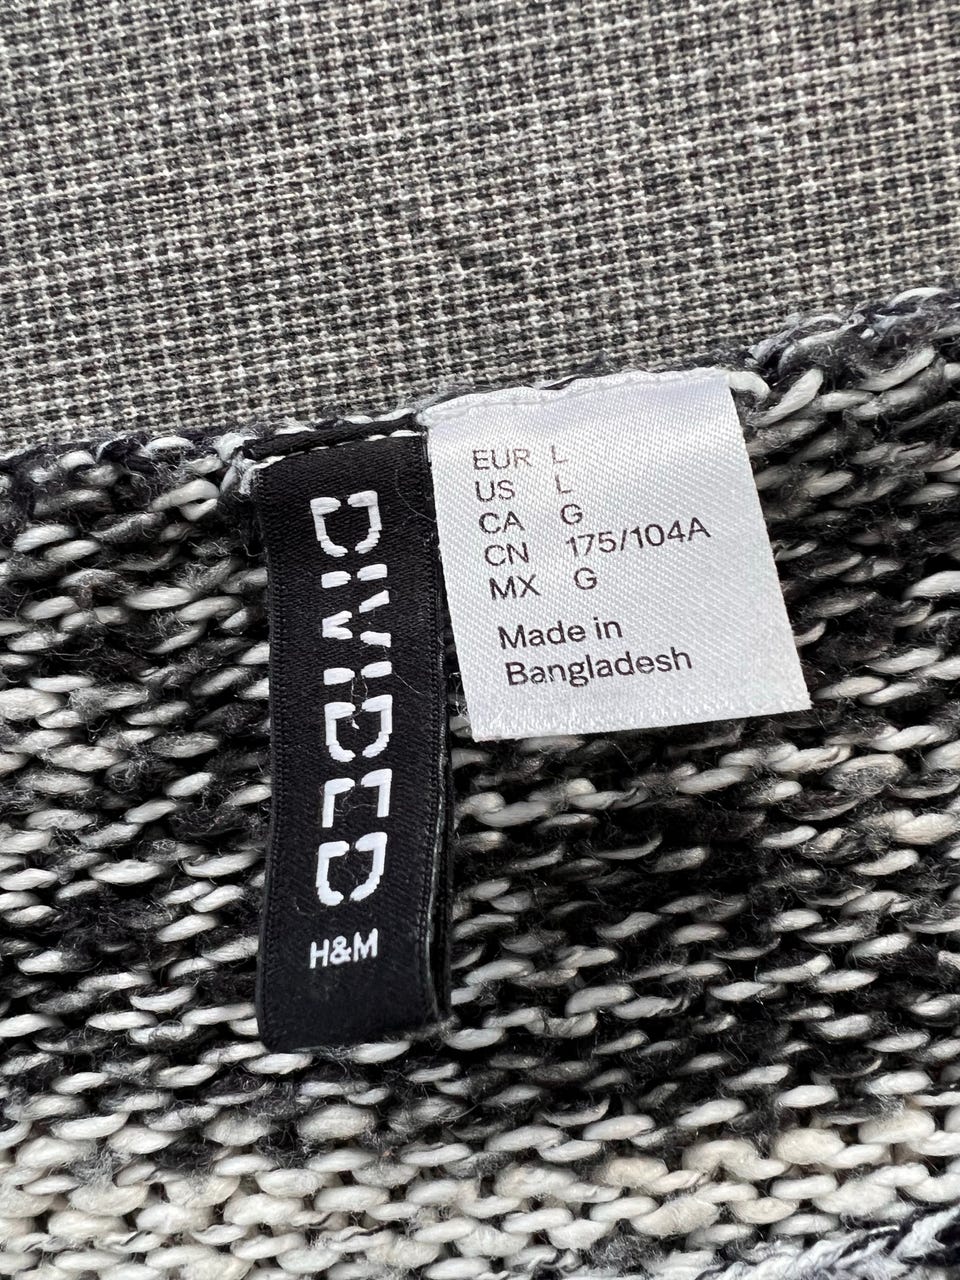 DIVIDED
H&M
EUR L
US L
CA G
CN 175/104A
MX G
Made in
Bangladesh